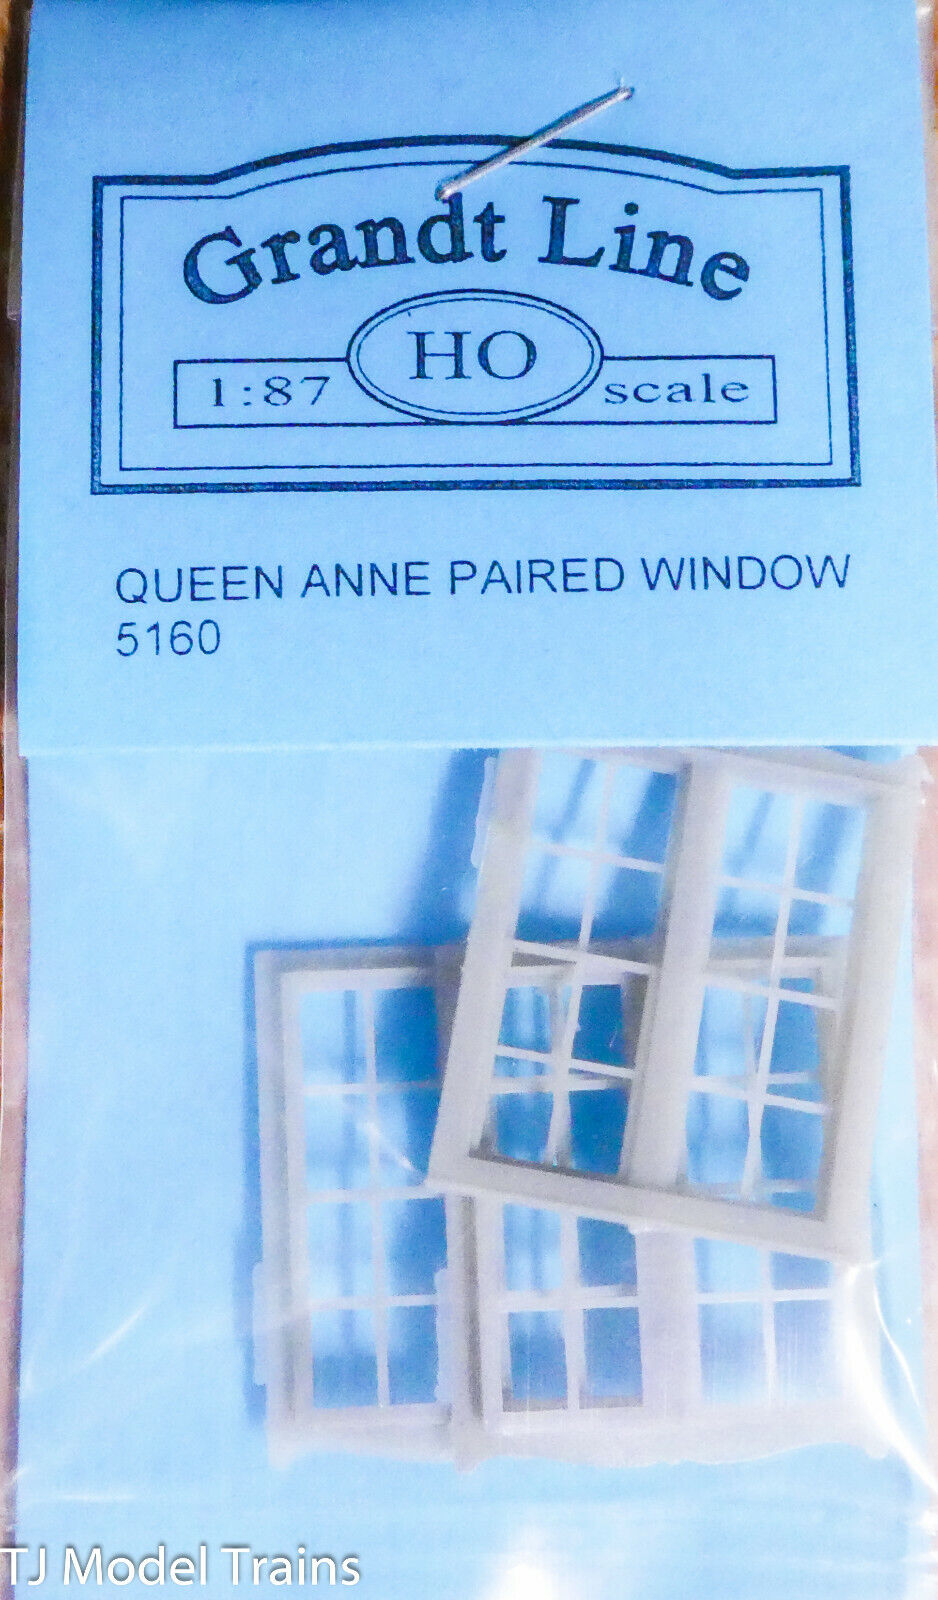 Grandt Line
HO
1:87 scale
QUEEN ANNE PAIRED WINDOW
5160
TJ Model Trains